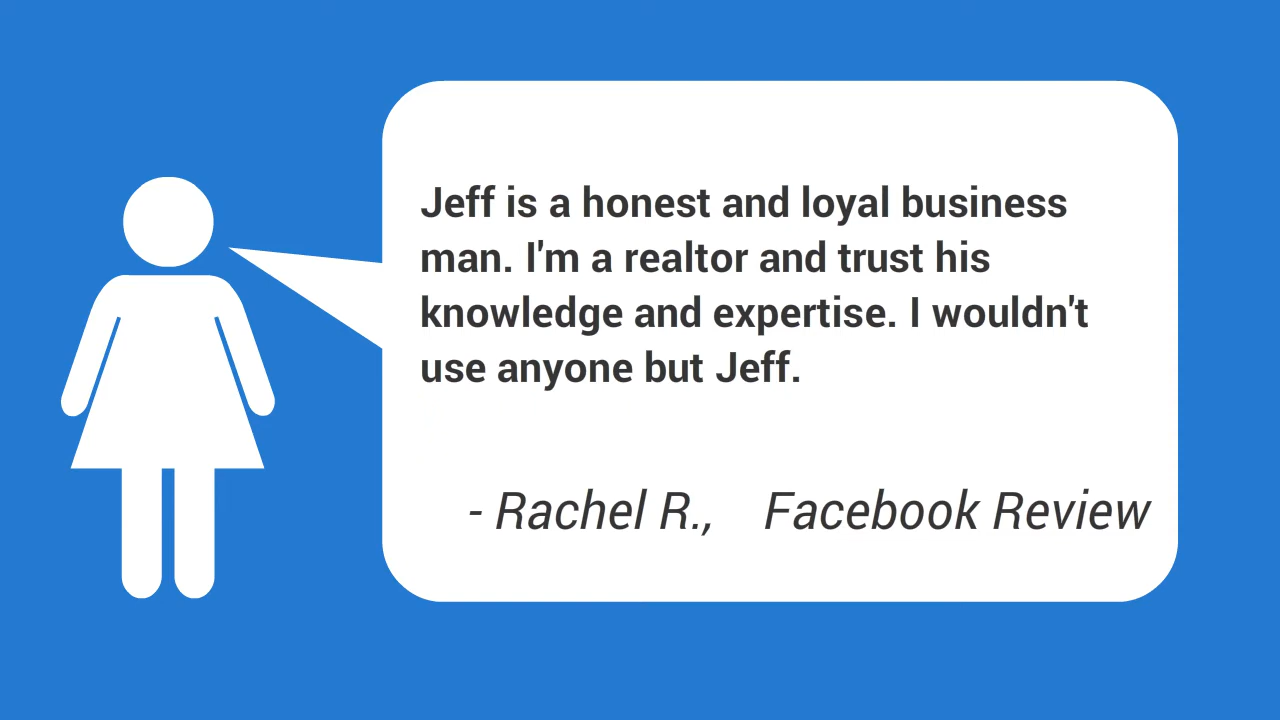 Jeff is a honest and loyal business
man. I'm a realtor and trust his
knowledge and expertise. I wouldn't
use anyone but Jeff.
- Rachel R., Facebook Review